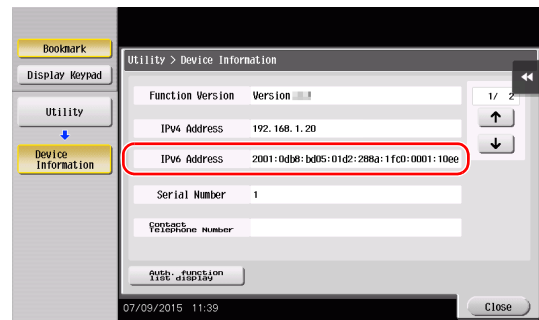 Bookmark
Display Keypad
Utility
Device
Information
Utility > Device Information
Function Version Version
1/ 2
IPv4 Address 192.168.1.20
IPv6 Address 2001:0db8:bd05:01d2:288a:1fc0:0001:10ee
Serial Number 1
Contact
Telephone Number
Auth. function
list display
07/09/2015 11:39
Close